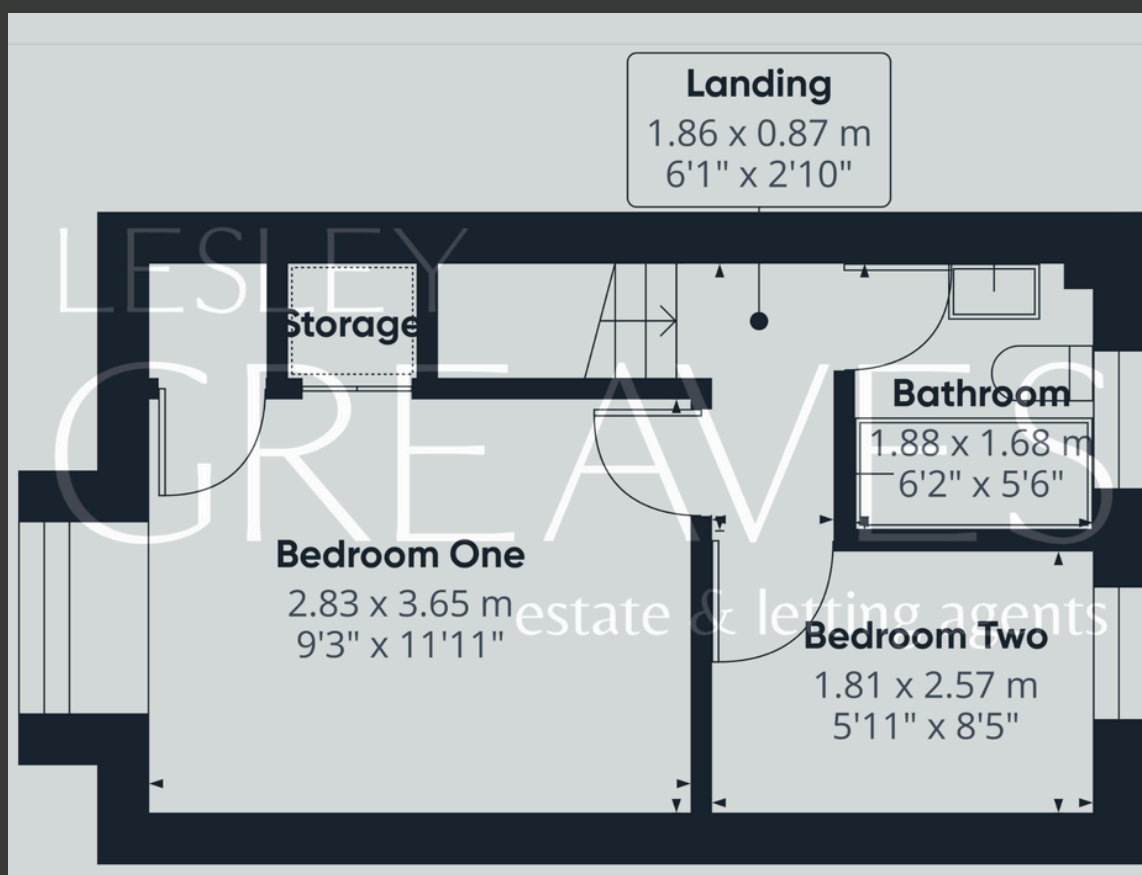 Landing
1.86 x 0.87 m
6'1" x 2'10"
LESLEY
GREAVES
estate & letting agents
Storage
Bathroom
1.88 x 1.68 m
6'2" x 5'6"
Bedroom One
2.83 x 3.65 m
9'3" x 11'11"
Bedroom Two
1.81 x 2.57 m
5'11" x 8'5"